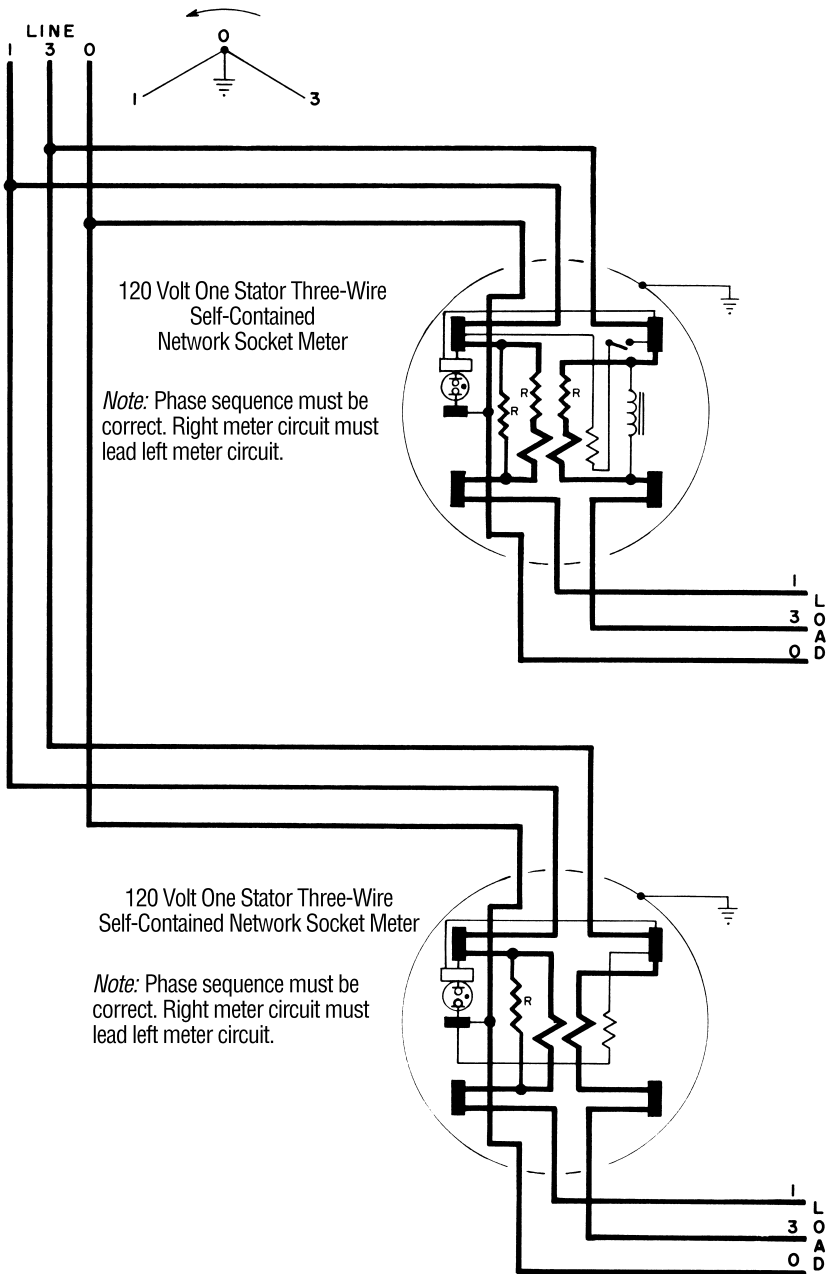 LINE
1 3 0
0
1 3
120 Volt One Stator Three-Wire
Self-Contained
Network Socket Meter
Note: Phase sequence must be
correct. Right meter circuit must
lead left meter circuit.
R R R
1
3
0
LOAD
120 Volt One Stator Three-Wire
Self-Contained Network Socket Meter
Note: Phase sequence must be
correct. Right meter circuit must
lead left meter circuit.
R
1
3
0
LOAD